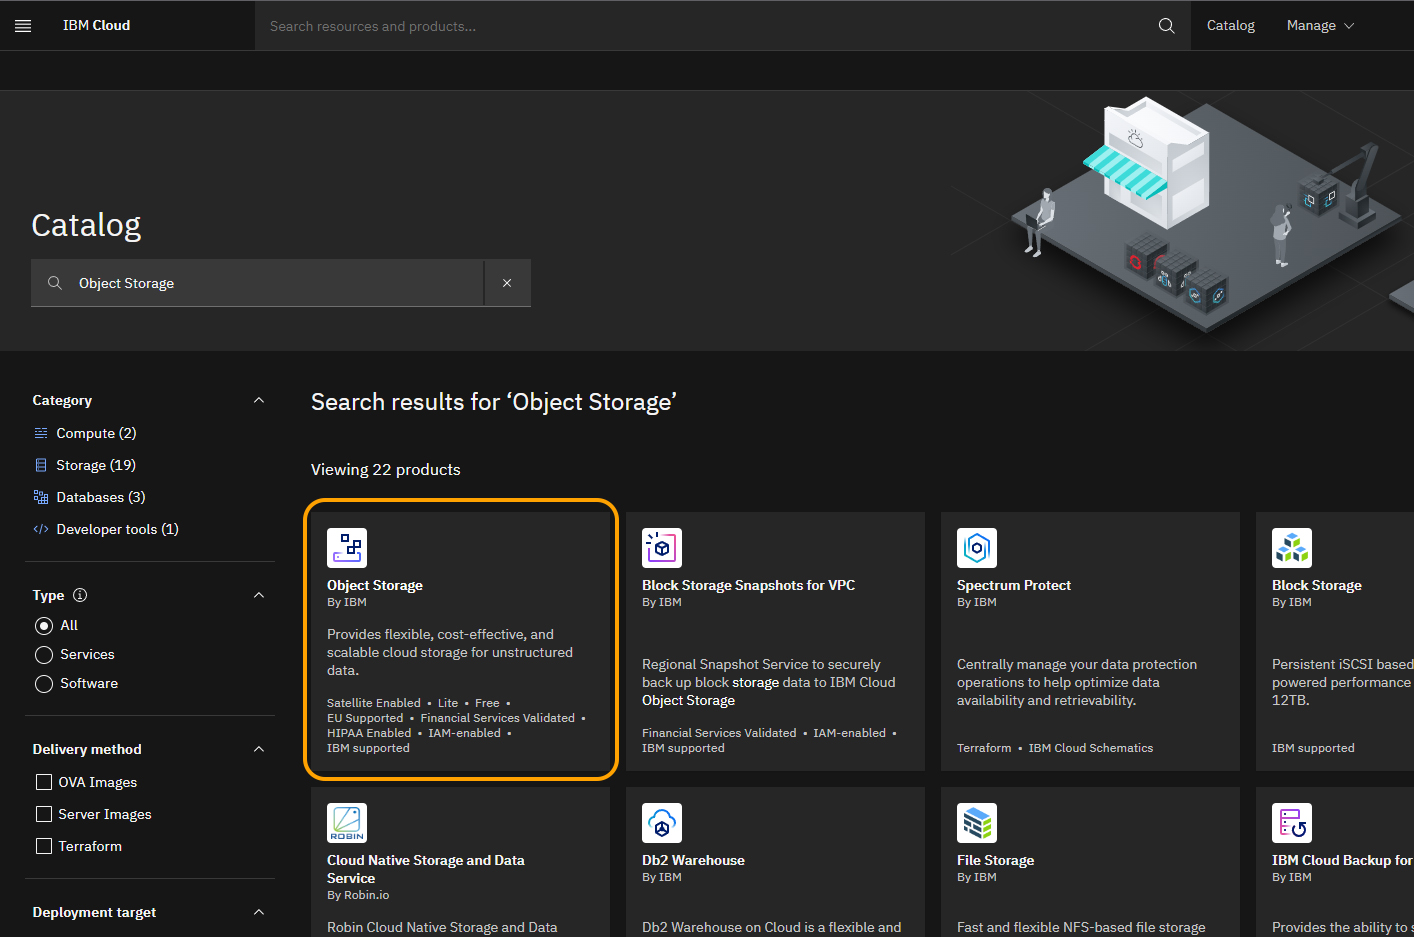 IBM Cloud
Search resources and products...
Catalog
Manage
Catalog
Object Storage
Category
Compute (2)
Storage (19)
Databases (3)
Developer tools (1)
Type
All
Services
Software
Delivery method
OVA Images
Server Images
Terraform
Deployment target
Search results for ‘Object Storage’
Viewing 22 products
Object Storage
By IBM
Provides flexible, cost-effective, and
scalable cloud storage for unstructured
data.
Satellite Enabled • Lite • Free •
EU Supported • Financial Services Validated •
HIPAA Enabled • IAM-enabled •
IBM supported
Block Storage Snapshots for VPC
By IBM
Regional Snapshot Service to securely
back up block storage data to IBM Cloud
Object Storage
Financial Services Validated • IAM-enabled •
IBM supported
Spectrum Protect
By IBM
Centrally manage your data protection
operations to help optimize data
availability and retrievability.
Terraform • IBM Cloud Schematics
Block Storage
By IBM
Persistent iSCSI based
powered performance
12TB.
IBM supported
ROBIN
Cloud Native Storage and Data
Service
By Robin.io
Robin Cloud Native Storage and Data
Db2 Warehouse
By IBM
Db2 Warehouse on Cloud is a flexible and
File Storage
By IBM
Fast and flexible NFS-based file storage
IBM Cloud Backup for
By IBM
Provides the ability to